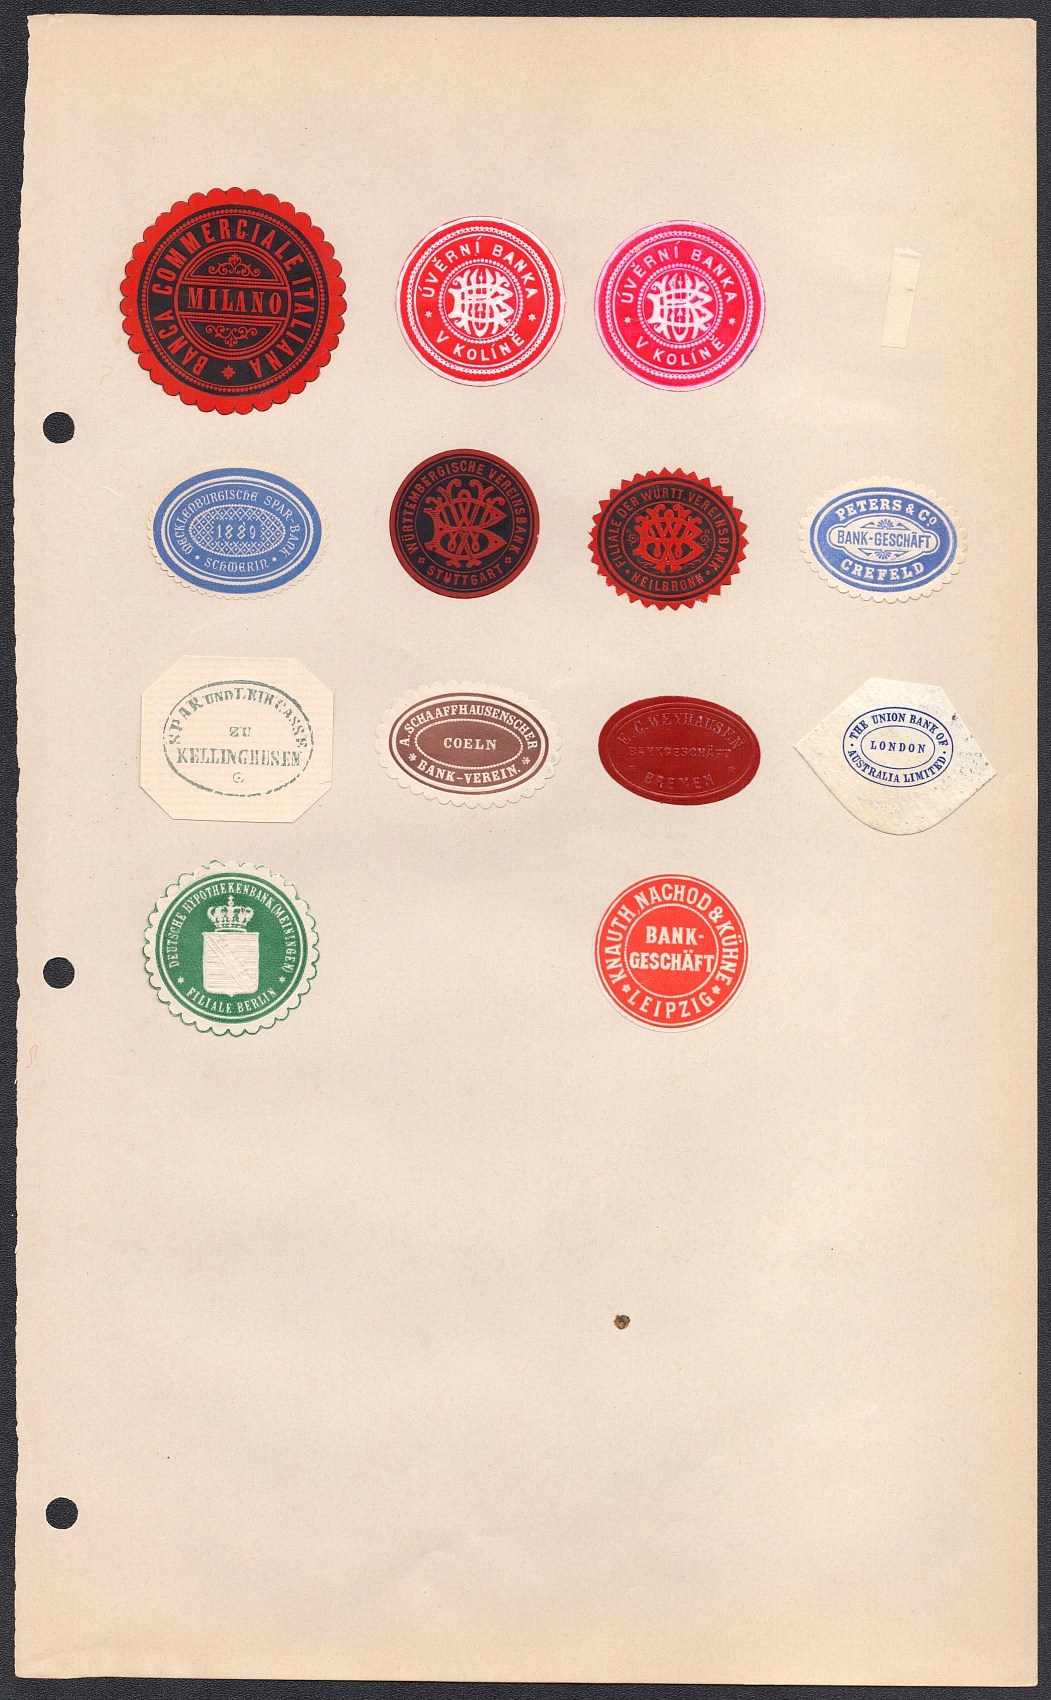 BANCA COMMERCIALE ITALIANA
MILANO
ÚVĚRNÍ BANKA
V KOLÍNĚ
ÚVĚRNÍ BANKA
V KOLÍNĚ
MECKLENBURGISCHE SPAR-BANK
1889
SCHWERIN
WÜRTTEMBERGISCHE VEREINSBANK
STUTTGART
FILIALE DER WÜRTT. VEREINSBANK
HEILBRONN
PETERS & Co.
BANK-GESCHÄFT
CREFELD
SPAR UND LEIHCASSE
ZU
KELLINGHUSEN
A. SCHAAFFHAUSENSCHER
COELN
BANK-VEREIN.
E. C. WEYHAUSEN
BANKGESCHÄFT
BREMEN
THE UNION BANK OF
LONDON
AUSTRALIA LIMITED
DEUTSCHE HYPOTHEKENBANK (MEININGEN)
FILIALE BERLIN
KNAUTH, NACHOD & KÜHNE
BANK-
GESCHÄFT
LEIPZIG